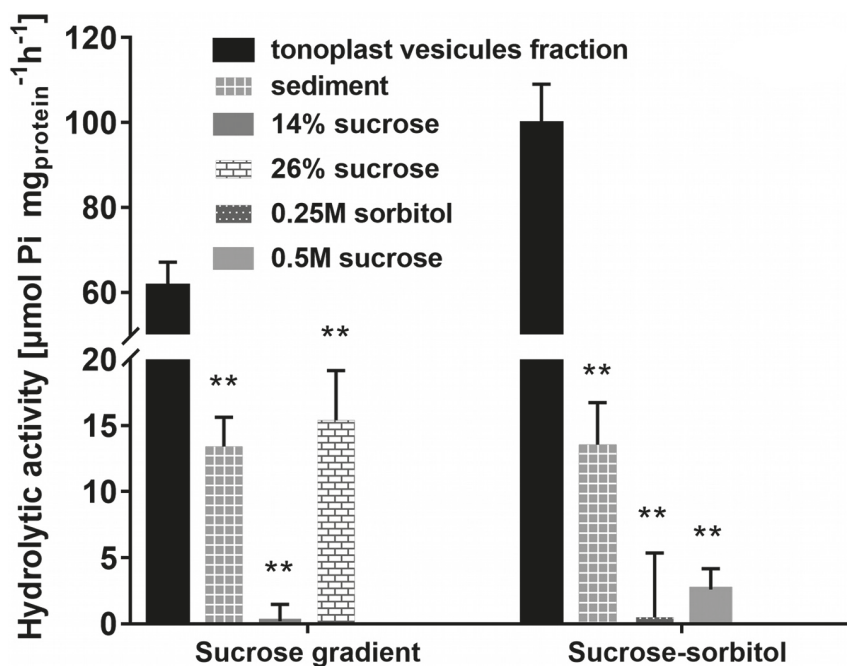 Hydrolytic activity [µmol Pi mgprotein-1h-1]
120
100
80
60
20
15
10
5
0
tonoplast vesicules fraction
sediment
14% sucrose
26% sucrose
0.25M sorbitol
0.5M sucrose
**
**
**
**
**
**
Sucrose gradient
Sucrose-sorbitol